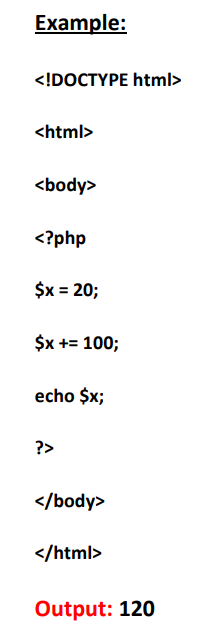 Example:
<!DOCTYPE html>
<html>
<body>
<?php
$x = 20;
$x += 100;
echo $x;
?>
</body>
</html>
Output: 120